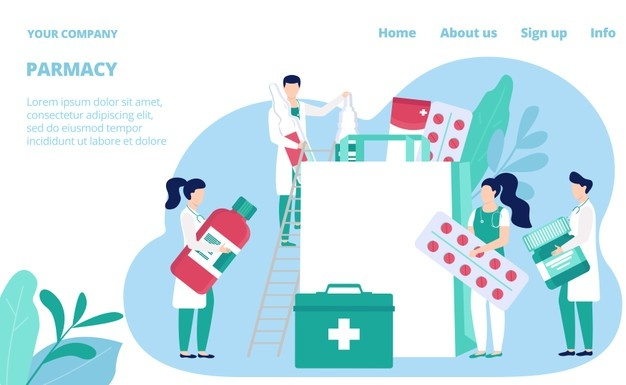 YOUR COMPANY
Home About us Sign up Info
PARMACY
Lorem ipsum dolor sit amet,
consectetur adipiscing elit,
sed do eiusmod tempor
incididunt ut labore et dolore